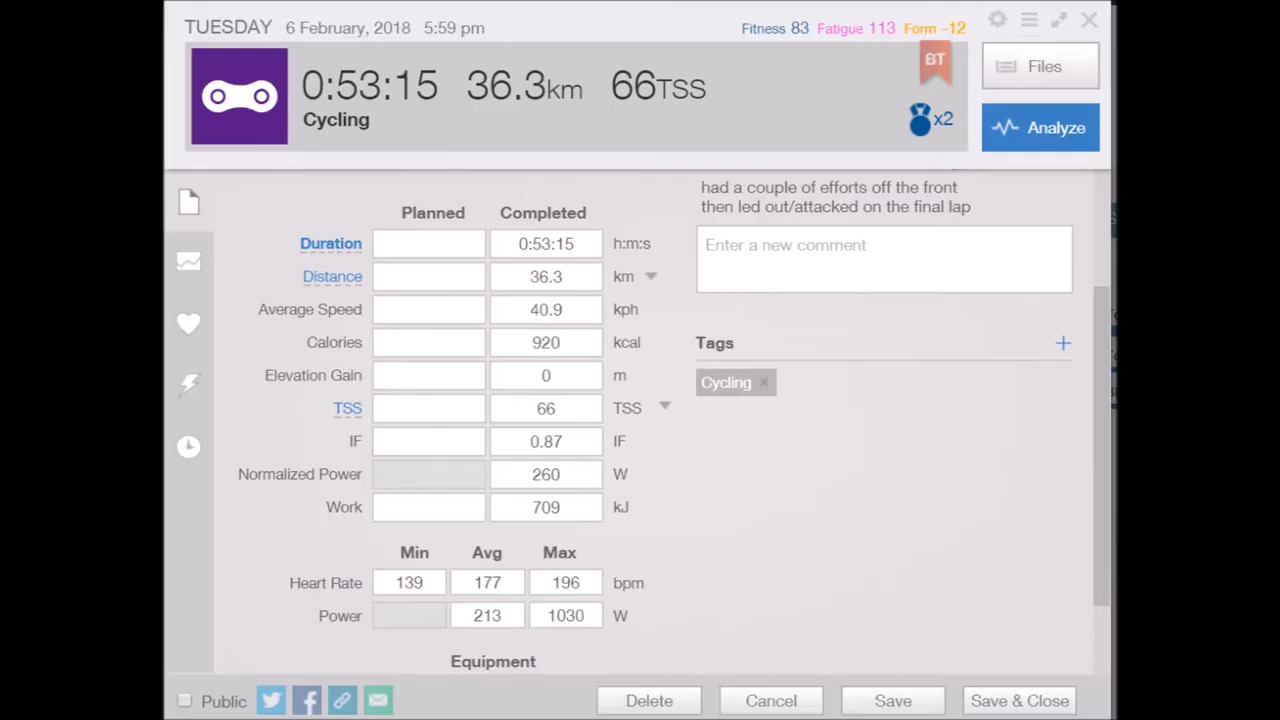 TUESDAY 6 February, 2018 5:59 pm
Fitness 83 Fatigue 113 Form -12
0:53:15 36.3km 66TSS
Cycling
BT
x2
Files
Analyze
had a couple of efforts off the front
then led out/attacked on the final lap
Enter a new comment
Tags +
Cycling ×
Planned Completed
Duration 0:53:15 h:m:s
Distance 36.3 km
Average Speed 40.9 kph
Calories 920 kcal
Elevation Gain 0 m
TSS 66 TSS
IF 0.87 IF
Normalized Power 260 W
Work 709 kJ
Min Avg Max
Heart Rate 139 177 196 bpm
Power 213 1030 W
Equipment
Public
Delete Cancel Save Save & Close